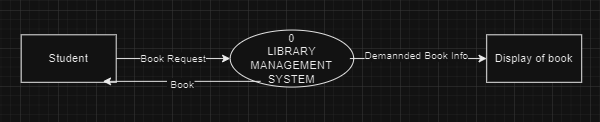 0
LIBRARY
Student
Book Request
MANAGEMENT
Demannded Book Info
Display of book
SYSTEM
Book